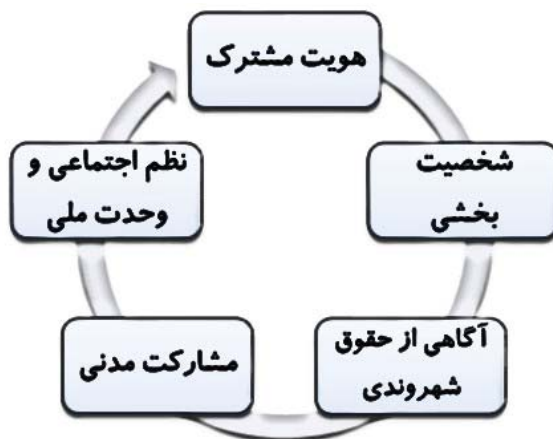 هویت مشترک
شخصیت
بخشی
آگاهی از حقوق
شهروندی
مشارکت مدنی
نظم اجتماعی و
وحدت ملی